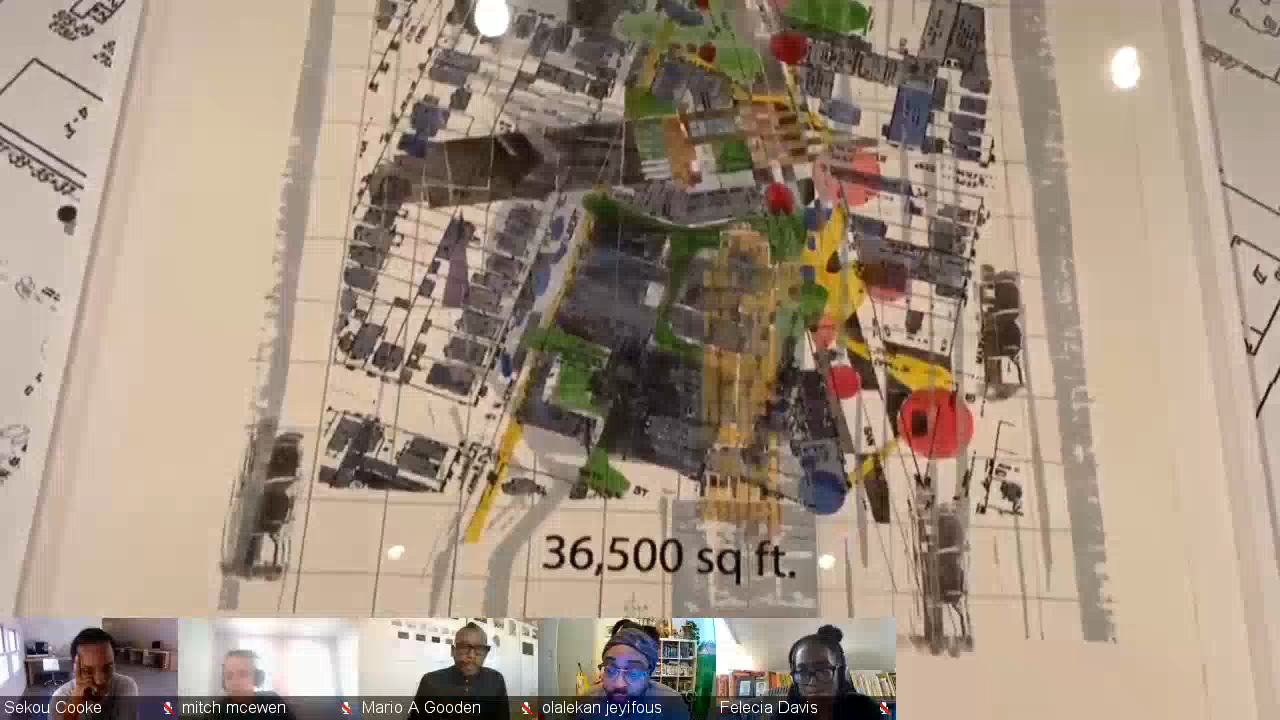 36,500 sq ft.
Sekou Cooke
mitch mcewen
Mario A Gooden
olalekan jeyifous
Felecia Davis